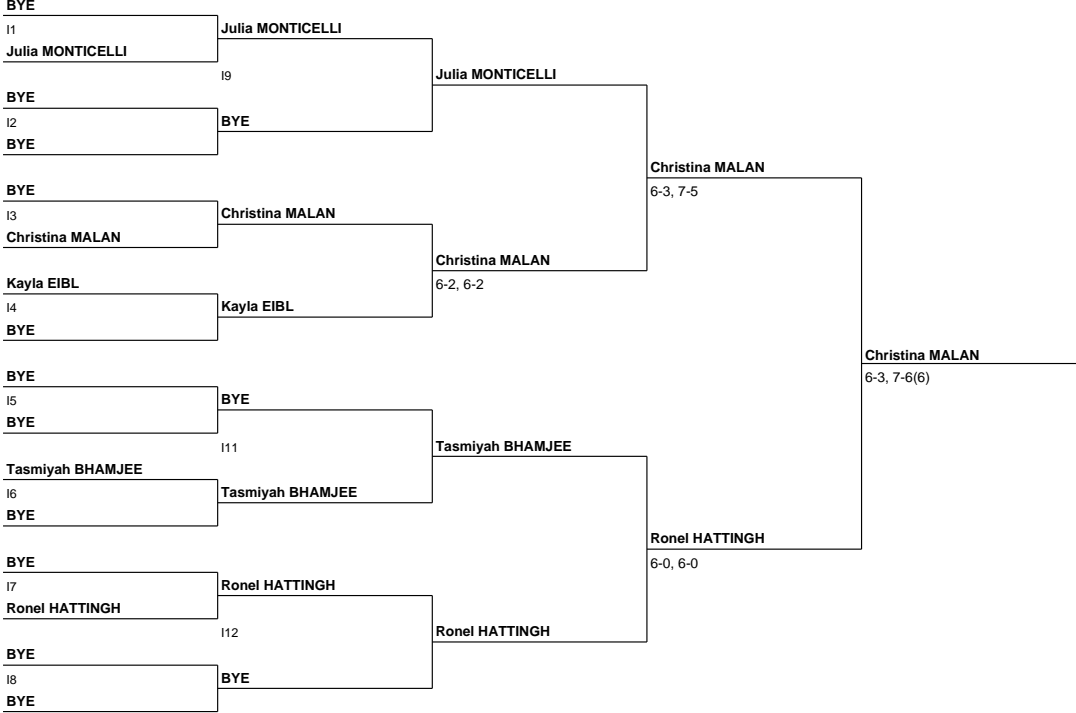 BYE
I1
Julia MONTICELLI
BYE
I2
BYE
BYE
I3
Christina MALAN
Kayla EIBL
I4
BYE
BYE
I5
BYE
Tasmiyah BHAMJEE
I6
BYE
BYE
I7
Ronel HATTINGH
BYE
I8
BYE
Julia MONTICELLI
I9
BYE
Christina MALAN
Kayla EIBL
BYE
I11
Tasmiyah BHAMJEE
Ronel HATTINGH
I12
BYE
Julia MONTICELLI
Christina MALAN
6-2, 6-2
Tasmiyah BHAMJEE
Ronel HATTINGH
Christina MALAN
6-3, 7-5
Ronel HATTINGH
6-0, 6-0
Christina MALAN
6-3, 7-6(6)